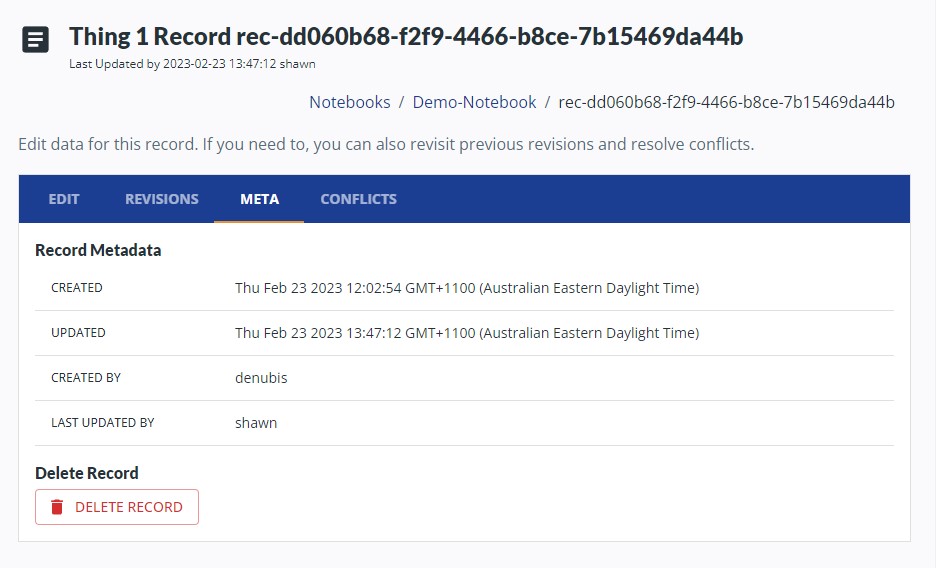 Thing 1 Record rec-dd060b68-f2f9-4466-b8ce-7b15469da44b
Last Updated by 2023-02-23 13:47:12 shawn
Notebooks / Demo-Notebook / rec-dd060b68-f2f9-4466-b8ce-7b15469da44b
Edit data for this record. If you need to, you can also revisit previous revisions and resolve conflicts.
EDIT REVISIONS META CONFLICTS
Record Metadata
CREATED Thu Feb 23 2023 12:02:54 GMT+1100 (Australian Eastern Daylight Time)
UPDATED Thu Feb 23 2023 13:47:12 GMT+1100 (Australian Eastern Daylight Time)
CREATED BY denubis
LAST UPDATED BY shawn
Delete Record
DELETE RECORD